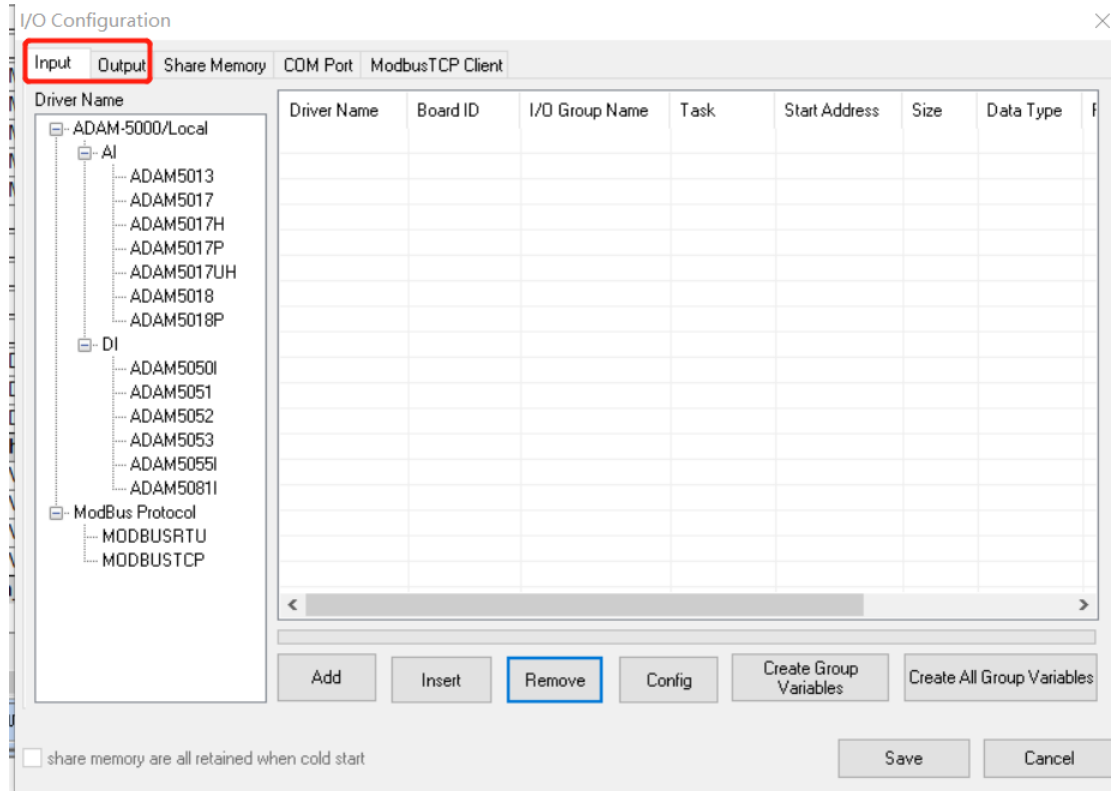 I/O Configuration
Input Output Share Memory COM Port ModbusTCP Client
Driver Name
ADAM-5000/Local
AI
ADAM5013
ADAM5017
ADAM5017H
ADAM5017P
ADAM5017UH
ADAM5018
ADAM5018P
DI
ADAM5050I
ADAM5051
ADAM5052
ADAM5053
ADAM5055I
ADAM5081I
ModBus Protocol
MODBUSRTU
MODBUSTCP
Driver Name Board ID I/O Group Name Task Start Address Size Data Type
Add Insert Remove Config Create Group Variables Create All Group Variables
share memory are all retained when cold start
Save Cancel